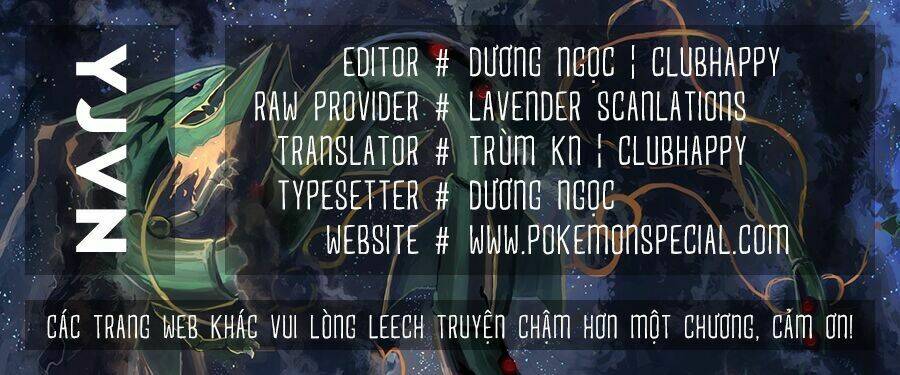 YJVN
EDITOR # DƯƠNG NGỌC ¦ CLUBHAPPY
RAW PROVIDER # LAVENDER SCANLATIONS
TRANSLATOR # TRÙM KN ¦ CLUBHAPPY
TYPESETTER # DƯƠNG NGỌC
WEBSITE # WWW.POKEMONSPECIAL.COM
CÁC TRANG WEB KHÁC VUI LÒNG LEECH TRUYỆN CHẬM HƠN MỘT CHƯƠNG, CẢM ƠN!